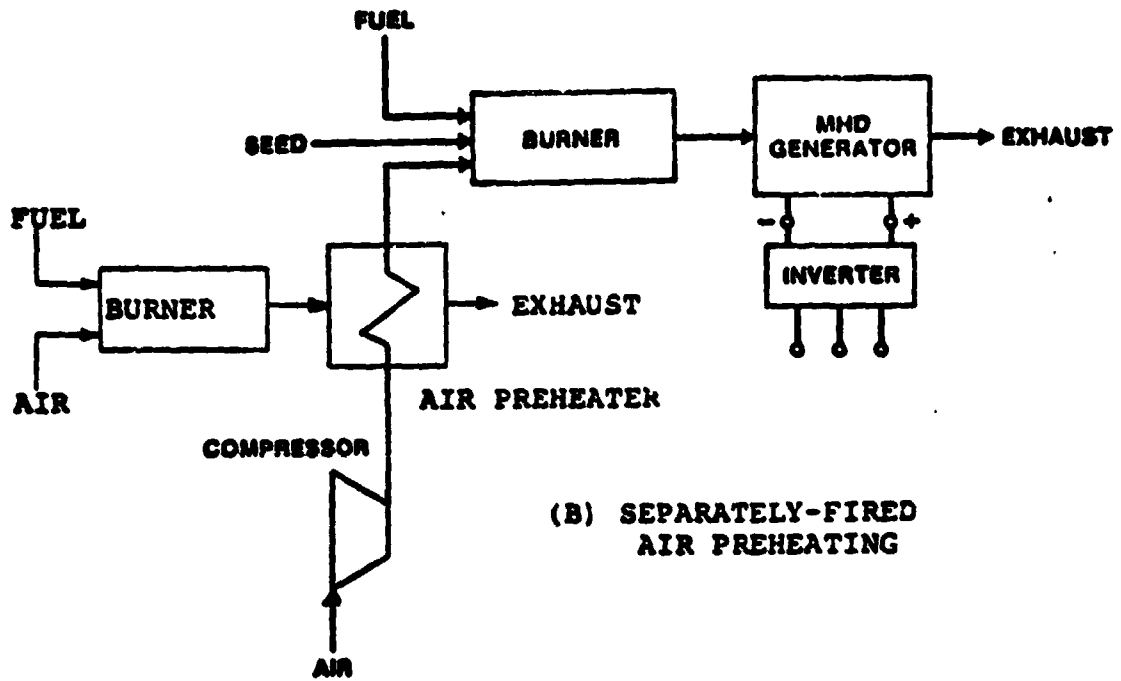 FUEL
SEED
BURNER
MHD
GENERATOR
EXHAUST
- +
INVERTER
FUEL
BURNER
AIR
EXHAUST
AIR PREHEATER
COMPRESSOR
AIR
(B) SEPARATELY-FIRED
AIR PREHEATING